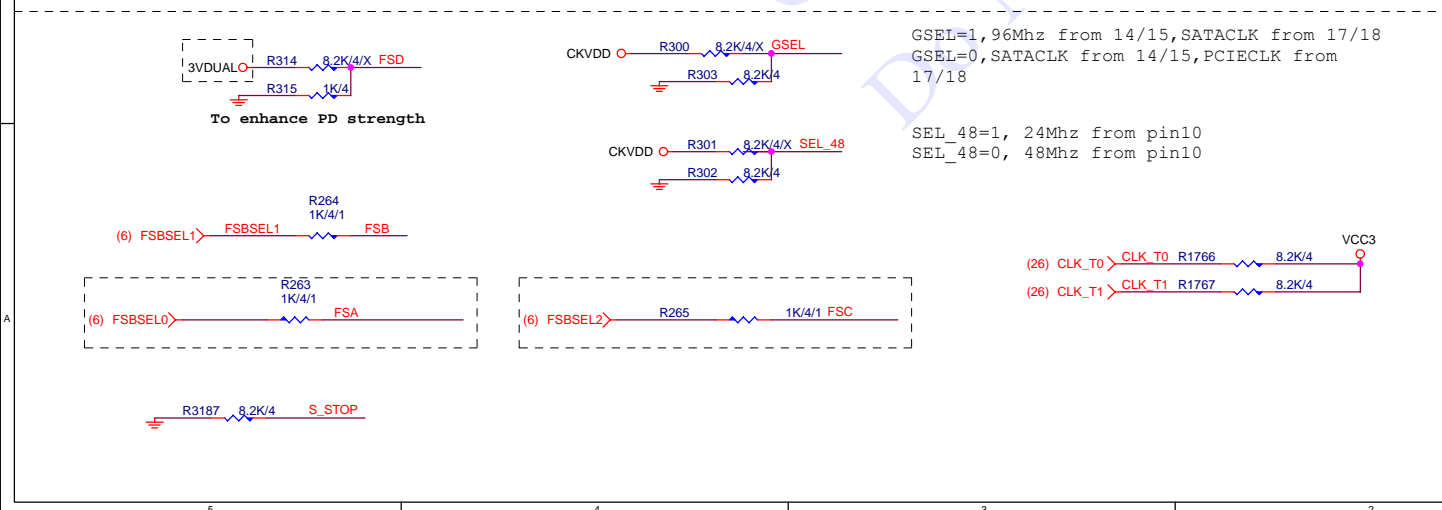 GSEL=1,96Mhz from 14/15,SATACLK from 17/18
GSEL=0,SATACLK from 14/15,PCIECLK from
17/18
3VDUAL R314 8.2K/4/X FSD
R315 1K/4
To enhance PD strength
CKVDD R300 8.2K/4/X GSEL
R303 8.2K/4
SEL_48=1, 24Mhz from pin10
SEL_48=0, 48Mhz from pin10
CKVDD R301 8.2K/4/X SEL_48
R302 8.2K/4
R264
1K/4/1
(6) FSBSEL1 FSBSEL1 FSB
VCC3
(26) CLK_T0 CLK_T0 R1766 8.2K/4
(26) CLK_T1 CLK_T1 R1767 8.2K/4
R263
1K/4/1
(6) FSBSEL0 FSA
(6) FSBSEL2 R265 1K/4/1 FSC
A
R3187 8.2K/4 S_STOP
5 4 3 2